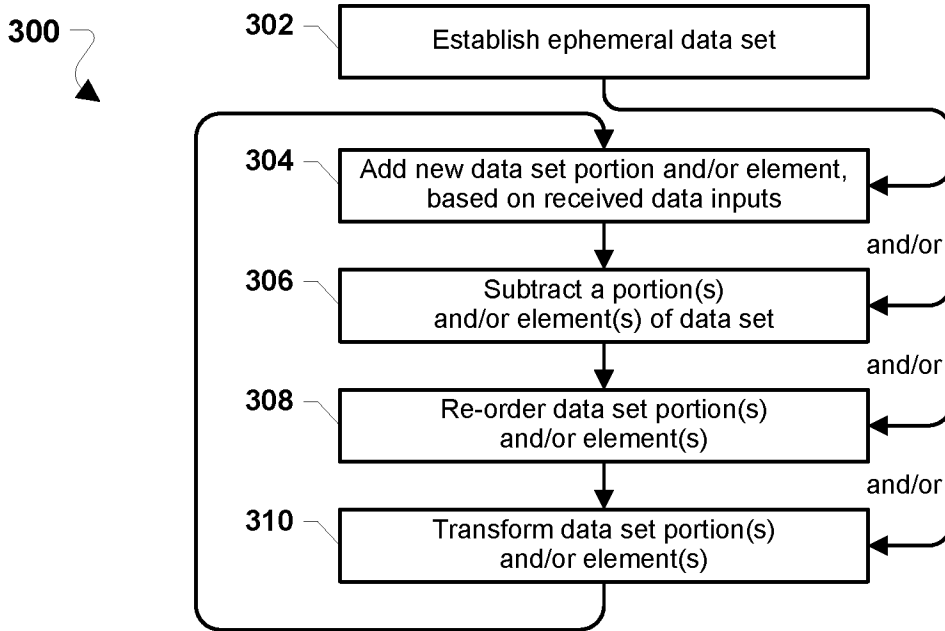 300
302
Establish ephemeral data set
304
Add new data set portion and/or element,
based on received data inputs
and/or
306
Subtract a portion(s)
and/or element(s) of data set
and/or
308
Re-order data set portion(s)
and/or element(s)
and/or
310
Transform data set portion(s)
and/or element(s)